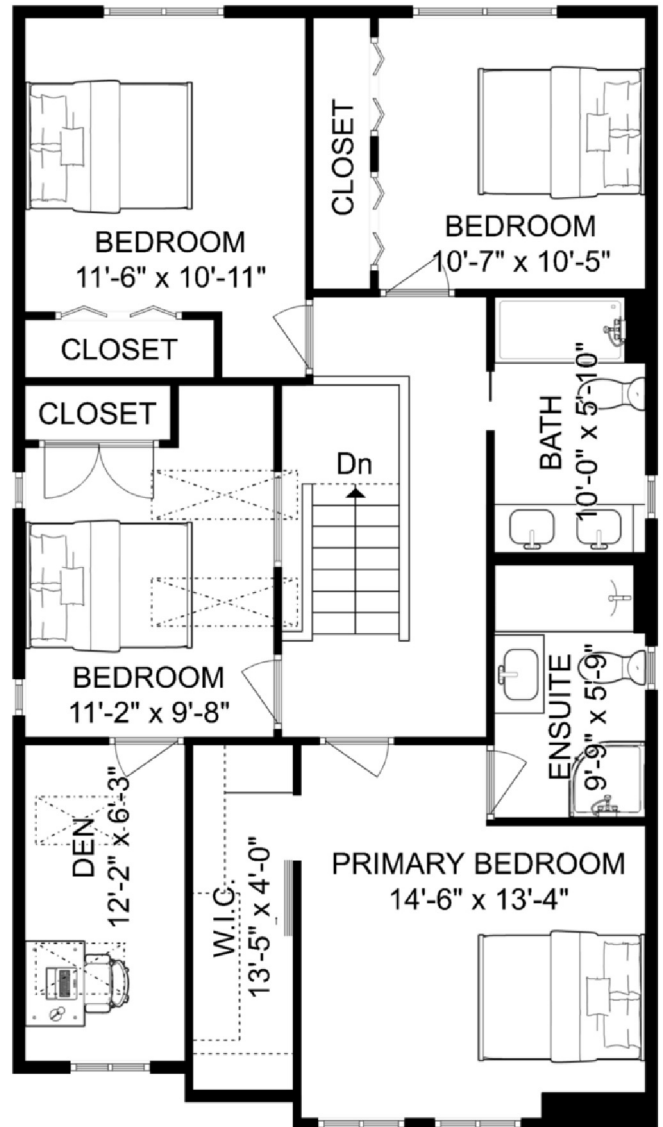 BEDROOM
11'-6" x 10'-11"
CLOSET
CLOSET
BEDROOM
10'-7" x 10'-5"
CLOSET
Dn
BATH
10'-0" x 5'-10"
BEDROOM
11'-2" x 9'-8"
ENSUITE
9'-9" x 5'-9"
DEN
12'-2" x 6'-3"
W.I.C.
13'-5" x 4'-0"
PRIMARY BEDROOM
14'-6" x 13'-4"